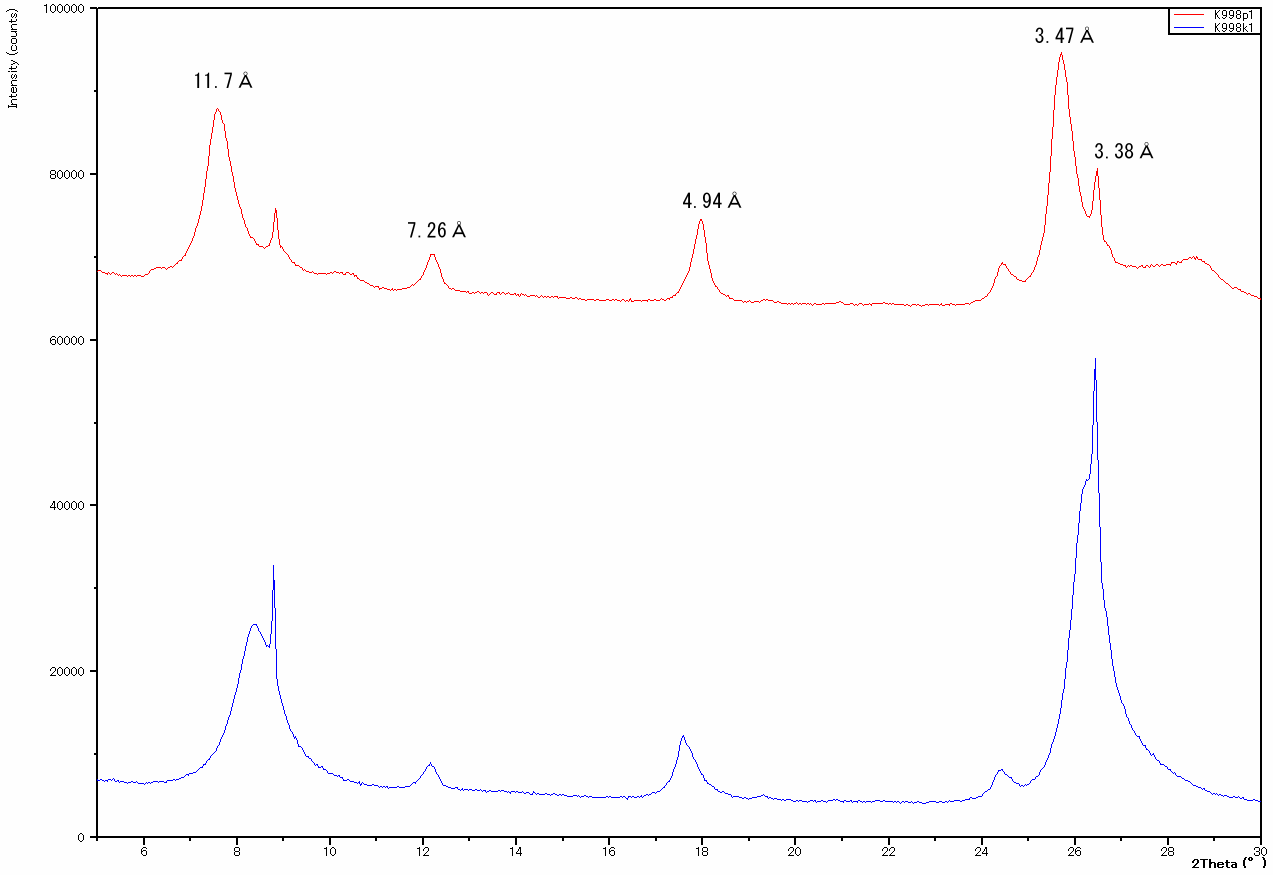 Intensity (counts)
100000
80000
60000
40000
20000
0
K998p1
K998k1
11.7 Å
7.26 Å
4.94 Å
3.47 Å
3.38 Å
6 8 10 12 14 16 18 20 22 24 26 28 30
2Theta (°)